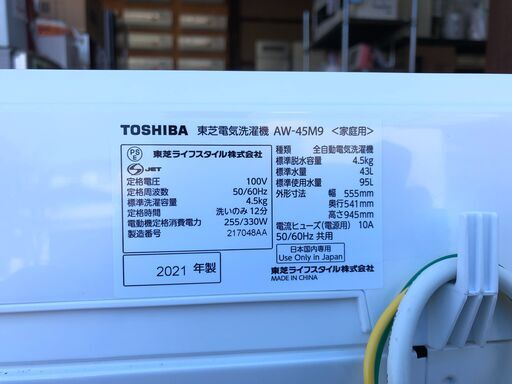 TOSHIBA 東芝電気洗濯機 AW-45M9 <家庭用>
PS E 東芝ライフスタイル株式会社
JET
定格電圧 100V
定格周波数 50/60Hz
標準洗濯容量 4.5kg
定格時間 洗いのみ 12分
電動機定格消費電力 255/330W
製造番号 217048AA
2021 年製
種類 全自動電気洗濯機
標準脱水容量 4.5kg
標準水量 43L
標準使用水量 95L
外形寸法 幅 555mm
奥行541mm
高さ945mm
電流ヒューズ(電源用) 10A
50/60Hz 共用
日本国内専用
Use Only in Japan
東芝ライフスタイル株式会社
MADE IN CHINA